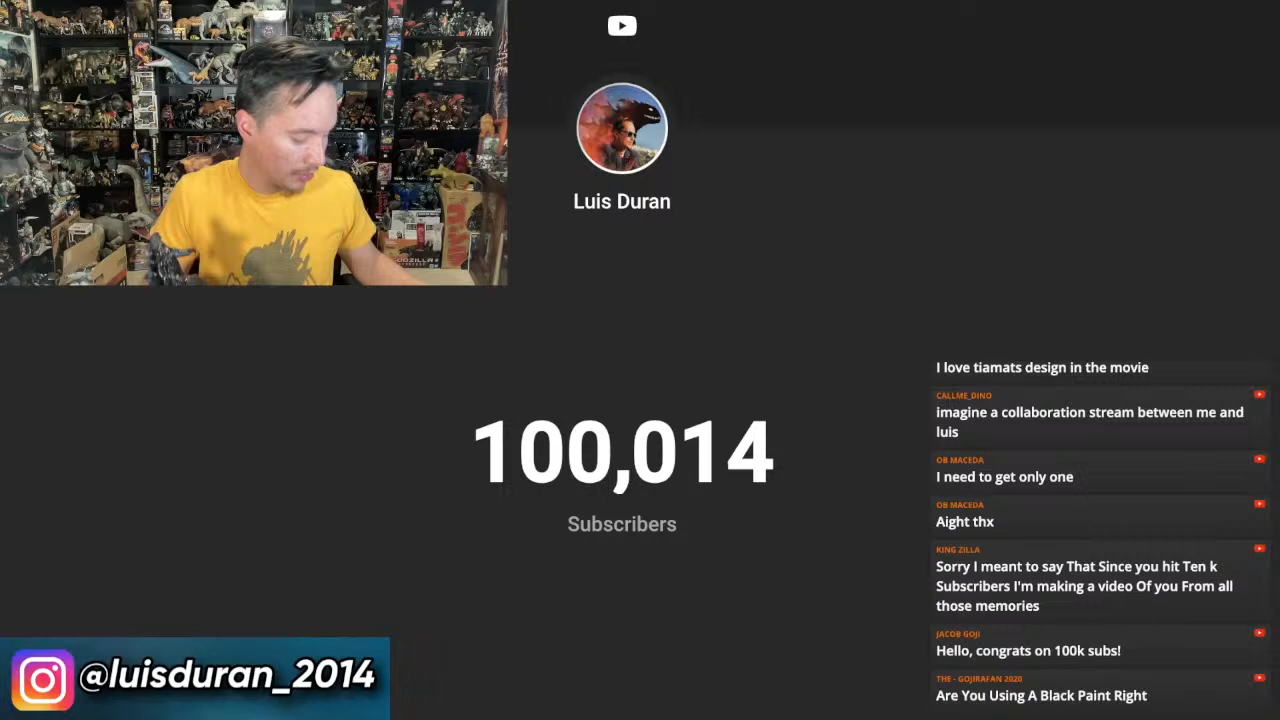 Luis Duran
100,014
Subscribers
I love tiamats design in the movie
CALLME_DINO
imagine a collaboration stream between me and
luis
OB MACEDA
I need to get only one
OB MACEDA
Aight thx
KING ZILLA
Sorry I meant to say That Since you hit Ten k
Subscribers I'm making a video Of you From all
those memories
JACOB GOJI
Hello, congrats on 100k subs!
THE - GOJIRAFAN 2020
Are You Using A Black Paint Right
@luisduran_2014